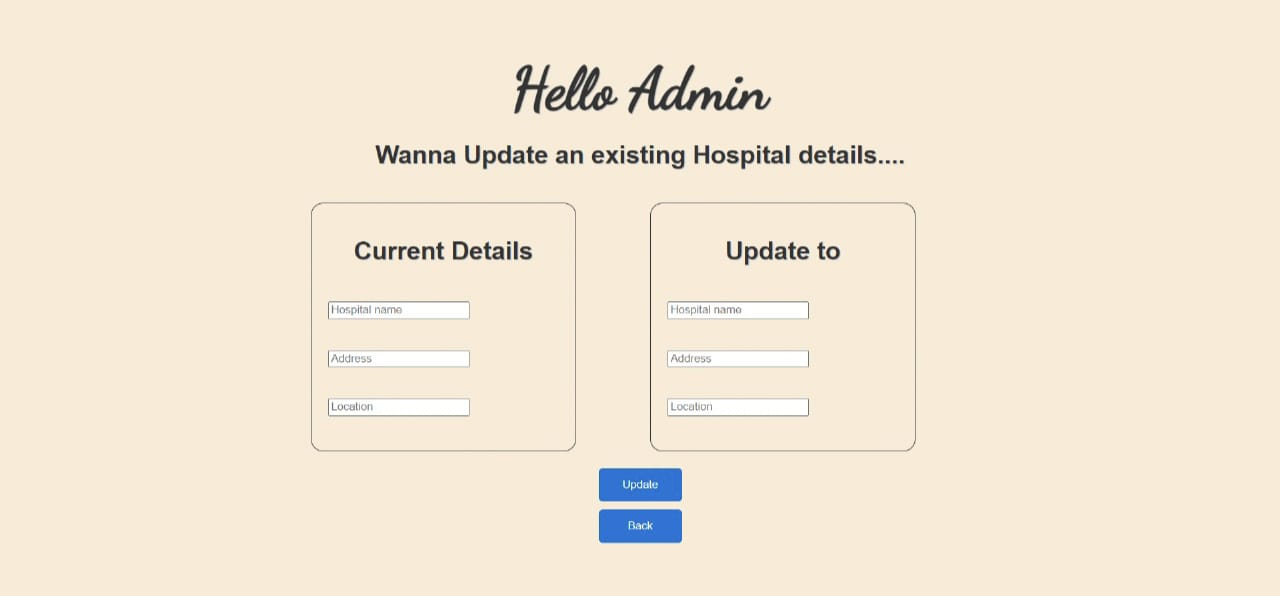 Hello Admin
Wanna Update an existing Hospital details....
Current Details
Hospital name
Address
Location
Update to
Hospital name
Address
Location
Update
Back